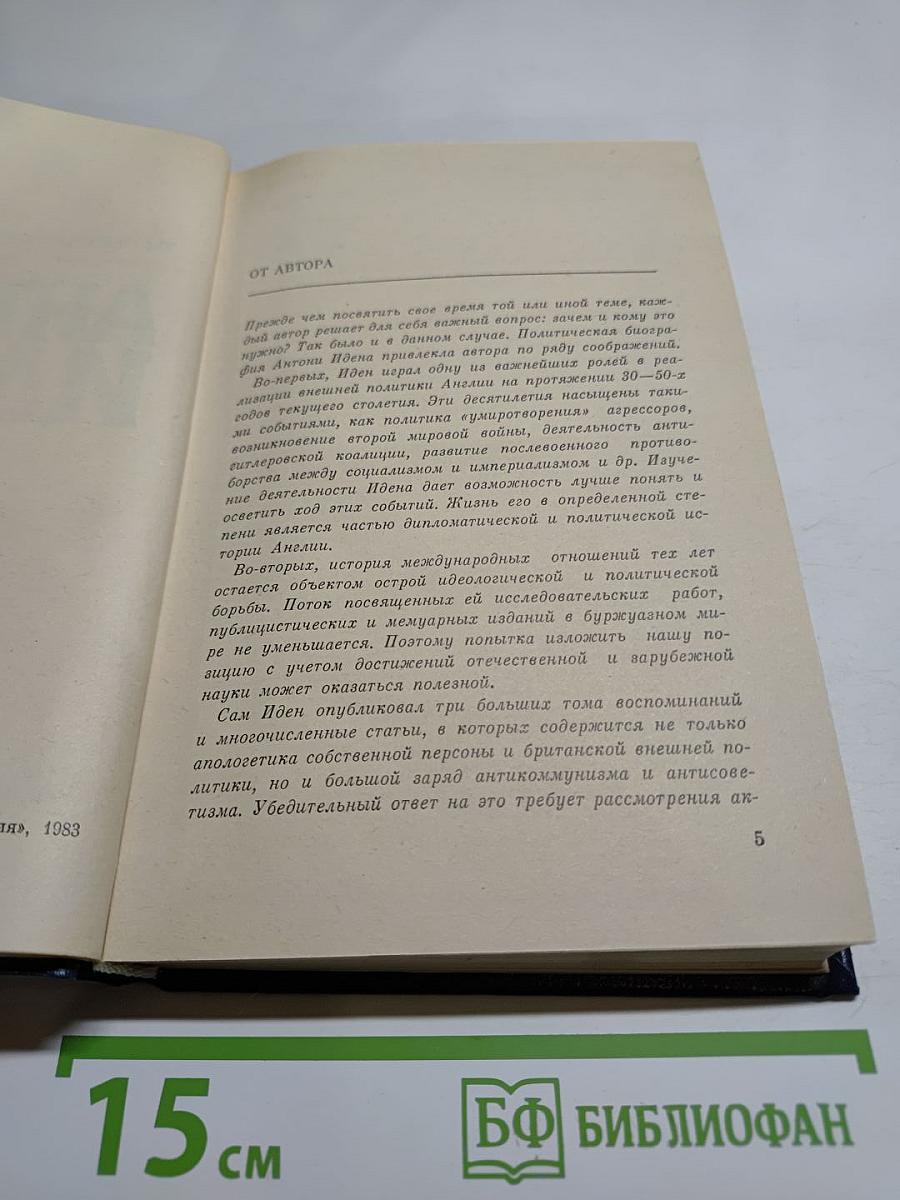 ОТ АВТОРА
Прежде чем посвятить свое время той или иной теме, каж-
дый автор решает для себя важный вопрос: зачем и кому это
нужно? Так было и в данном случае. Политическая биогра-
фия Антони Идена привлекла автора по ряду соображений.
Во-первых, Иден играл одну из важнейших ролей в реа-
лизации внешней политики Англии на протяжении 30—50-х
годов текущего столетия. Эти десятилетия насыщены таки-
ми событиями, как политика «умиротворения» агрессоров,
возникновение второй мировой войны, деятельность анти-
гитлеровской коалиции, развитие послевоенного противо-
борства между социализмом и империализмом и др. Изуче-
ние деятельности Идена дает возможность лучше понять и
осветить ход этих событий. Жизнь его в определенной сте-
пени является частью дипломатической и политической ис-
тории Англии.
Во-вторых, история международных отношений тех лет
остается объектом острой идеологической и политической
борьбы. Поток посвященных ей исследовательских работ,
публицистических и мемуарных изданий в буржуазном ми-
ре не уменьшается. Поэтому попытка изложить нашу по-
зицию с учетом достижений отечественной и зарубежной
науки может оказаться полезной.
Сам Иден опубликовал три больших тома воспоминаний
и многочисленные статьи, в которых содержится не только
апологетика собственной персоны и британской внешней по-
литики, но и большой заряд антикоммунизма и антисове-
тизма. Убедительный ответ на это требует рассмотрения ак-
5
», 1983
15 см
БФ БИБЛИОФАН